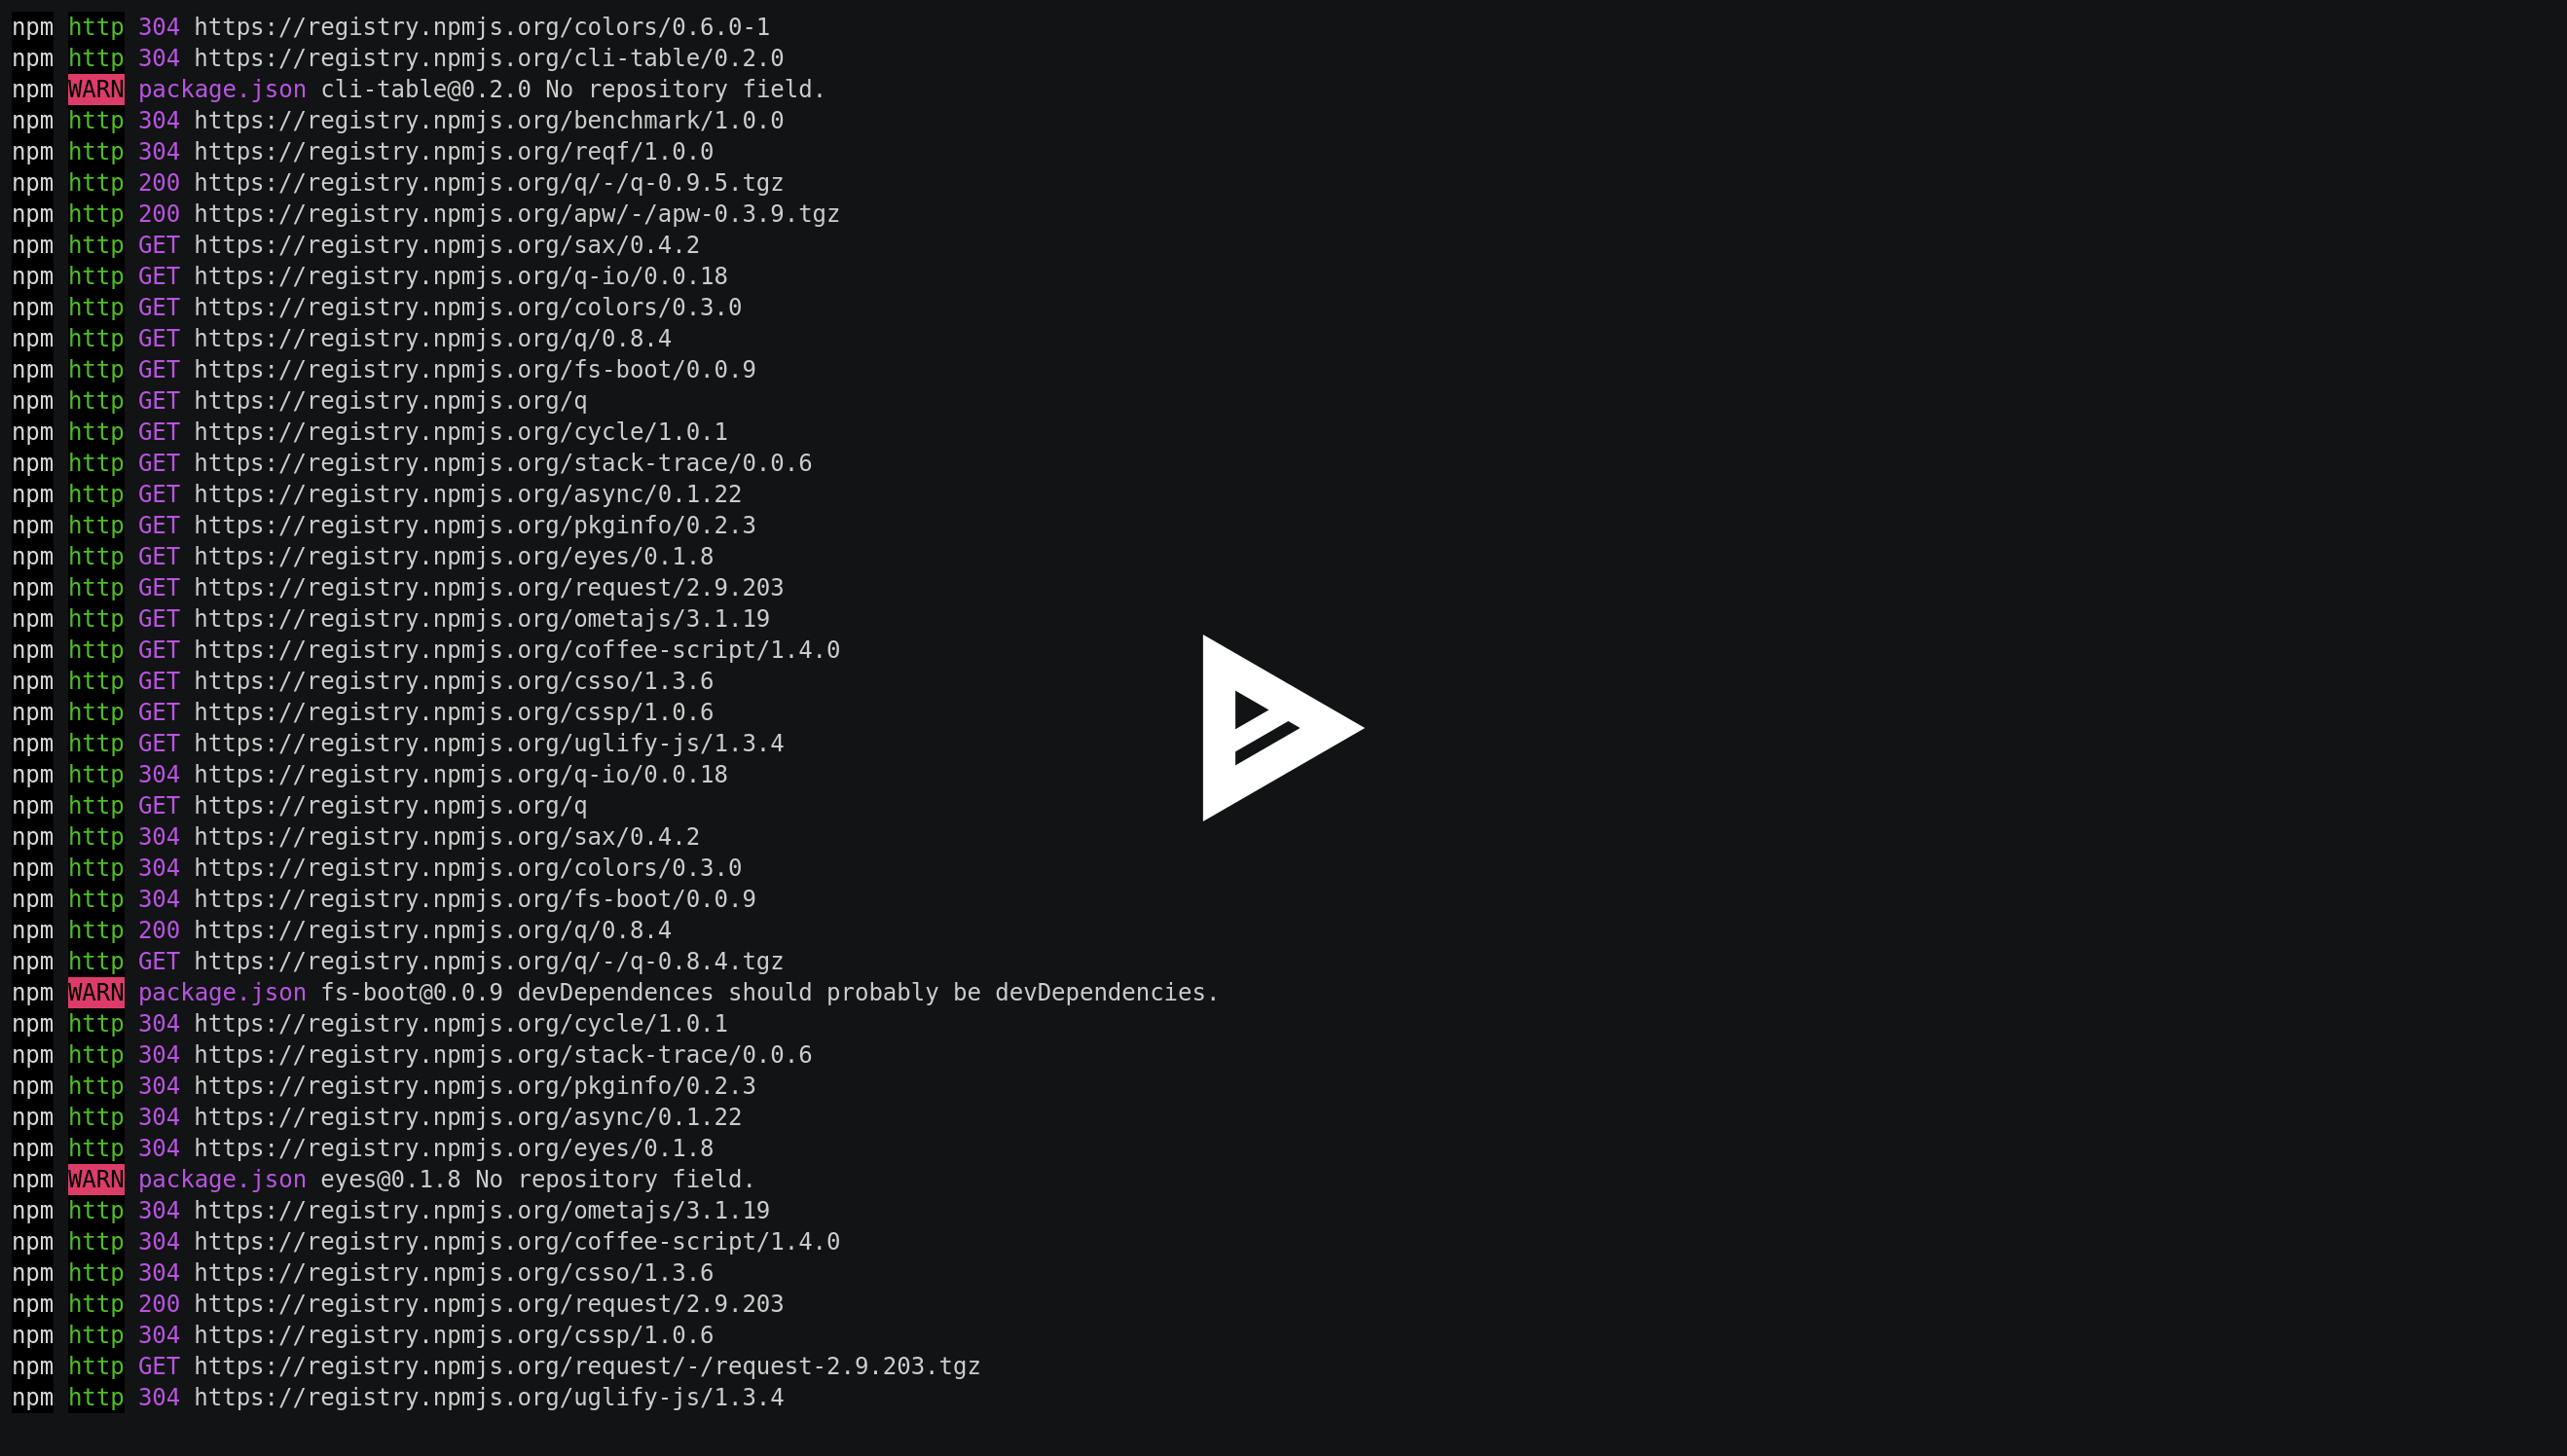 npm http 304 https://registry.npmjs.org/colors/0.6.0-1
npm http 304 https://registry.npmjs.org/cli-table/0.2.0
npm WARN package.json cli-table@0.2.0 No repository field.
npm http 304 https://registry.npmjs.org/benchmark/1.0.0
npm http 304 https://registry.npmjs.org/reqf/1.0.0
npm http 200 https://registry.npmjs.org/q/-/q-0.9.5.tgz
npm http 200 https://registry.npmjs.org/apw/-/apw-0.3.9.tgz
npm http GET https://registry.npmjs.org/sax/0.4.2
npm http GET https://registry.npmjs.org/q-io/0.0.18
npm http GET https://registry.npmjs.org/colors/0.3.0
npm http GET https://registry.npmjs.org/q/0.8.4
npm http GET https://registry.npmjs.org/fs-boot/0.0.9
npm http GET https://registry.npmjs.org/q
npm http GET https://registry.npmjs.org/cycle/1.0.1
npm http GET https://registry.npmjs.org/stack-trace/0.0.6
npm http GET https://registry.npmjs.org/async/0.1.22
npm http GET https://registry.npmjs.org/pkginfo/0.2.3
npm http GET https://registry.npmjs.org/eyes/0.1.8
npm http GET https://registry.npmjs.org/request/2.9.203
npm http GET https://registry.npmjs.org/ometajs/3.1.19
npm http GET https://registry.npmjs.org/coffee-script/1.4.0
npm http GET https://registry.npmjs.org/csso/1.3.6
npm http GET https://registry.npmjs.org/cssp/1.0.6
npm http GET https://registry.npmjs.org/uglify-js/1.3.4
npm http 304 https://registry.npmjs.org/q-io/0.0.18
npm http GET https://registry.npmjs.org/q
npm http 304 https://registry.npmjs.org/sax/0.4.2
npm http 304 https://registry.npmjs.org/colors/0.3.0
npm http 304 https://registry.npmjs.org/fs-boot/0.0.9
npm http 200 https://registry.npmjs.org/q/0.8.4
npm http GET https://registry.npmjs.org/q/-/q-0.8.4.tgz
npm WARN package.json fs-boot@0.0.9 devDependences should probably be devDependencies.
npm http 304 https://registry.npmjs.org/cycle/1.0.1
npm http 304 https://registry.npmjs.org/stack-trace/0.0.6
npm http 304 https://registry.npmjs.org/pkginfo/0.2.3
npm http 304 https://registry.npmjs.org/async/0.1.22
npm http 304 https://registry.npmjs.org/eyes/0.1.8
npm WARN package.json eyes@0.1.8 No repository field.
npm http 304 https://registry.npmjs.org/ometajs/3.1.19
npm http 304 https://registry.npmjs.org/coffee-script/1.4.0
npm http 304 https://registry.npmjs.org/csso/1.3.6
npm http 200 https://registry.npmjs.org/request/2.9.203
npm http 304 https://registry.npmjs.org/cssp/1.0.6
npm http GET https://registry.npmjs.org/request/-/request-2.9.203.tgz
npm http 304 https://registry.npmjs.org/uglify-js/1.3.4